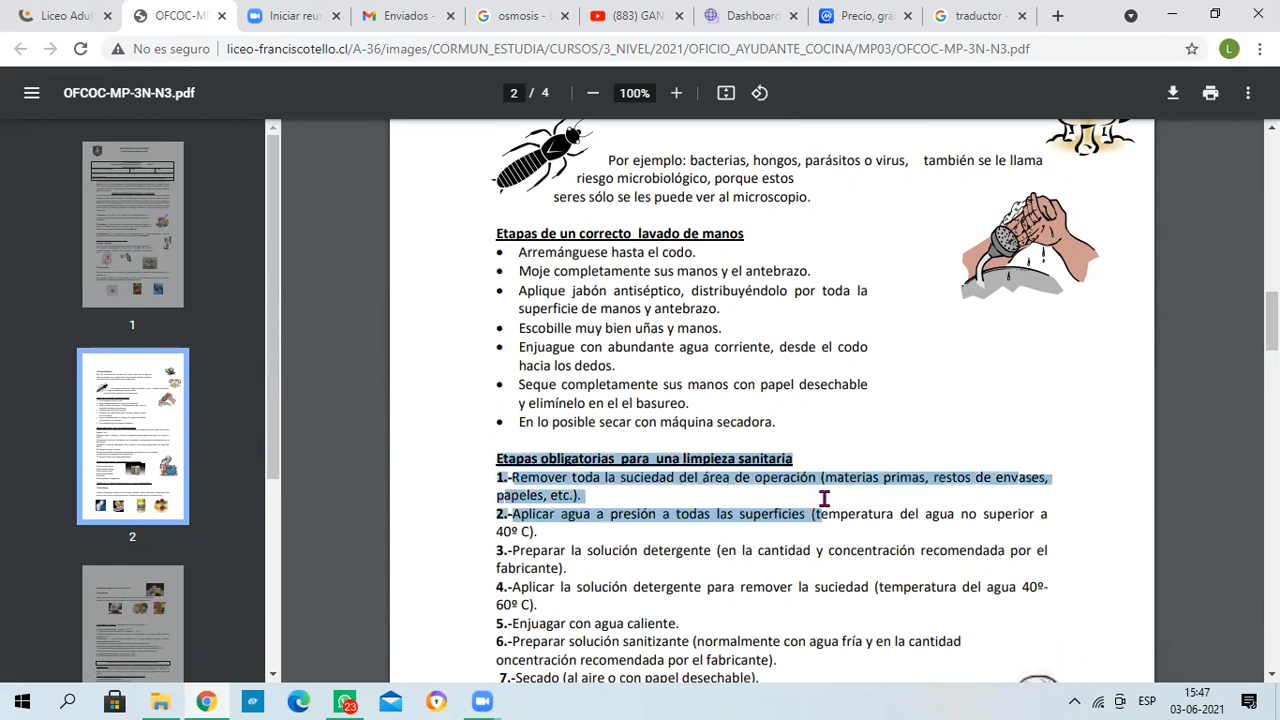 Liceo Adul
OFCOC-MP-
Iniciar reu
Enviados -
osmosis - B
(883) GAN
Dashboard
Precio, grá
traductor -
No es seguro
liceo-franciscotello.cl/A-36/images/CORMUN_ESTUDIA/CURSOS/3_NIVEL/2021/OFICIO_AYUDANTE_COCINA/MP03/OFCOC-MP-3N-N3.pdf
L
OFCOC-MP-3N-N3.pdf
2 / 4
100%
1
2
Por ejemplo: bacterias, hongos, parásitos o virus, también se le llama
riesgo microbiológico, porque estos
seres sólo se les puede ver al microscopio.
Etapas de un correcto lavado de manos
• Arremánguese hasta el codo.
• Moje completamente sus manos y el antebrazo.
• Aplique jabón antiséptico, distribuyéndolo por toda la
superficie de manos y antebrazo.
• Escobille muy bien uñas y manos.
• Enjuague con abundante agua corriente, desde el codo
a los dedos.
• Seque completamente sus manos con papel desechable
y elimínelo en el el basureo.
• De lo posible secar con máquina secadora.
Etapas rotatorias para una limpieza sanitaria
1.-Remover toda la suciedad del área de operación (materias primas, restos de envases,
papeles, etc.).
2.-Aplicar agua a presión a todas las superficies (temperatura del agua no superior a
40º C).
3.-Preparar la solución detergente (en la cantidad y concentración recomendada por el
fabricante).
4.-Aplicar la solución detergente para remover la suciedad (temperatura del agua 40º-
60º C).
5.-Enjuagar con agua caliente.
6.-Preparar solución sanitizante (normalmente con agua fría y en la cantidad
oncentración recomendada por el fabricante).
7.-Secado (al aire o con papel desechable).
23
ESP
15:47
03-06-2021